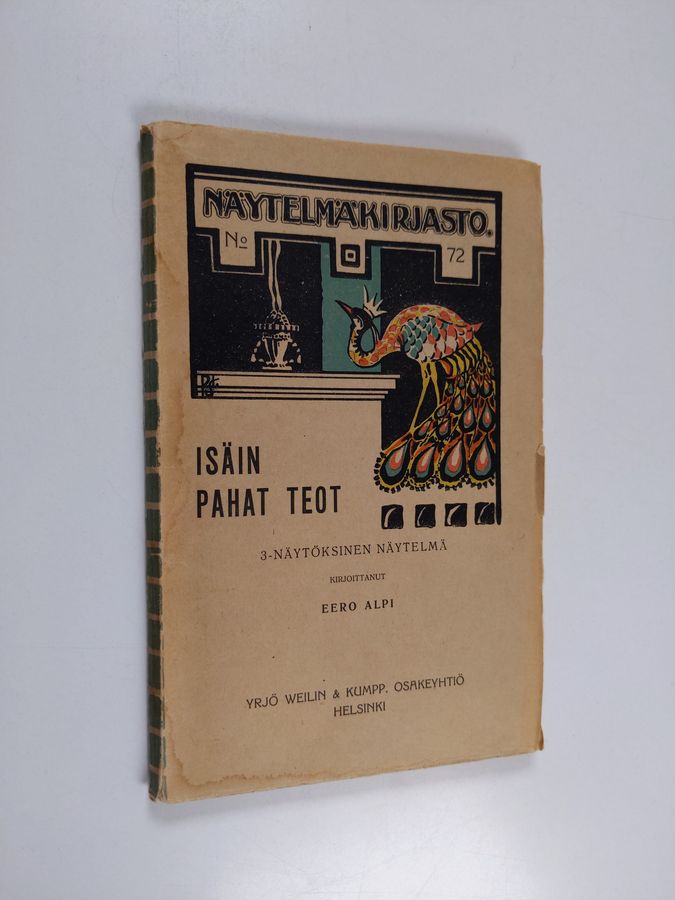 NÄYTELMÄKIRJASTO.
No 72
ISÄIN
PAHAT TEOT
3-NÄYTÖKSINEN NÄYTELMÄ
KIRJOITTANUT
EERO ALPI
YRJÖ WEILIN & KUMPP. OSAKEYHTIÖ
HELSINKI